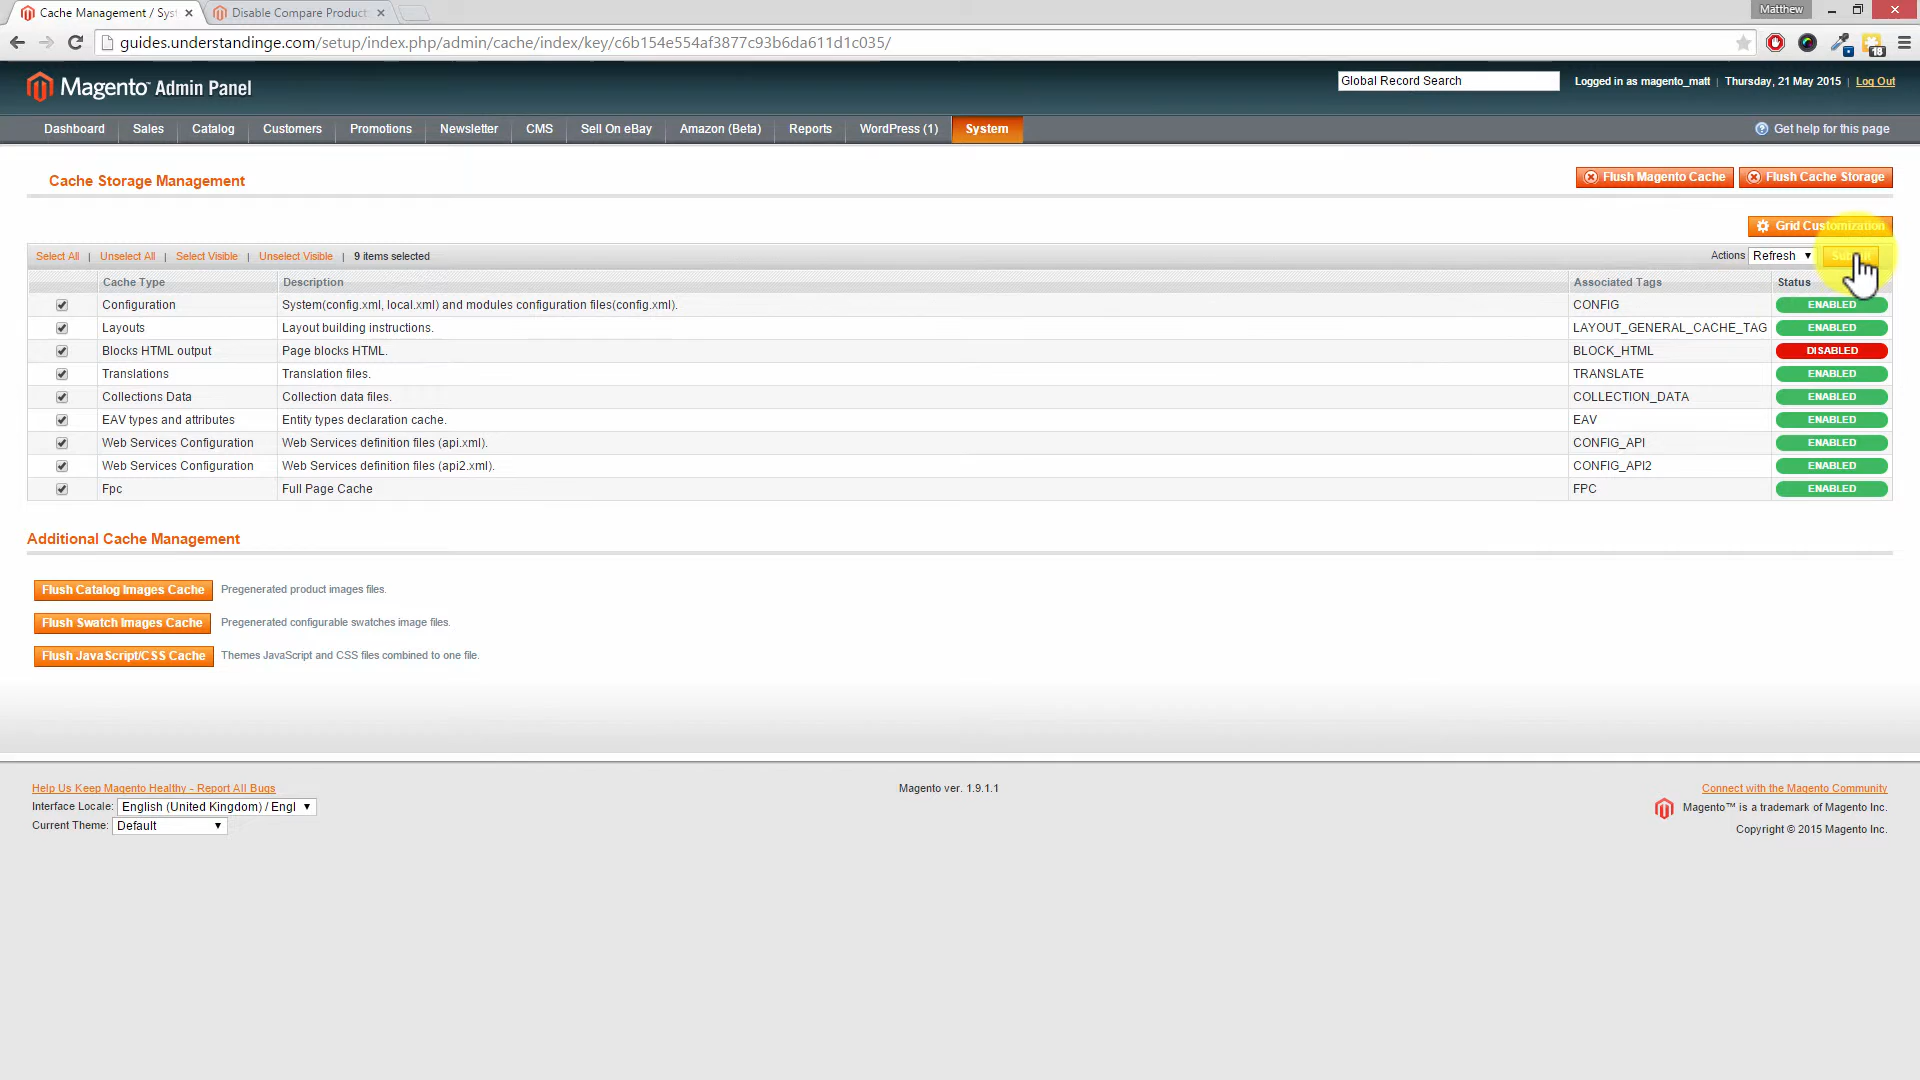 Cache Management / Sys
Disable Compare Product
Matthew
guides.understandinge.com/setup/index.php/admin/cache/index/key/c6b154e554af3877c93b6da611d1c035/
18
Magento™ Admin Panel
Global Record Search
Logged in as magento_matt | Thursday, 21 May 2015 | Log Out
Dashboard Sales Catalog Customers Promotions Newsletter CMS Sell On eBay Amazon (Beta) Reports WordPress (1) System
Get help for this page
Cache Storage Management
Flush Magento Cache Flush Cache Storage
Grid Customization
Select All | Unselect All | Select Visible | Unselect Visible | 9 items selected
Actions Refresh
Cache Type Description Associated Tags Status
Configuration System(config.xml, local.xml) and modules configuration files(config.xml). CONFIG ENABLED
Layouts Layout building instructions. LAYOUT_GENERAL_CACHE_TAG ENABLED
Blocks HTML output Page blocks HTML. BLOCK_HTML DISABLED
Translations Translation files. TRANSLATE ENABLED
Collections Data Collection data files. COLLECTION_DATA ENABLED
EAV types and attributes Entity types declaration cache. EAV ENABLED
Web Services Configuration Web Services definition files (api.xml). CONFIG_API ENABLED
Web Services Configuration Web Services definition files (api2.xml). CONFIG_API2 ENABLED
Fpc Full Page Cache FPC ENABLED
Additional Cache Management
Flush Catalog Images Cache Pregenerated product images files.
Flush Swatch Images Cache Pregenerated configurable swatches image files.
Flush JavaScript/CSS Cache Themes JavaScript and CSS files combined to one file.
Help Us Keep Magento Healthy - Report All Bugs
Magento ver. 1.9.1.1
Connect with the Magento Community
Interface Locale: English (United Kingdom) / Engl
Magento™ is a trademark of Magento Inc.
Current Theme: Default
Copyright © 2015 Magento Inc.